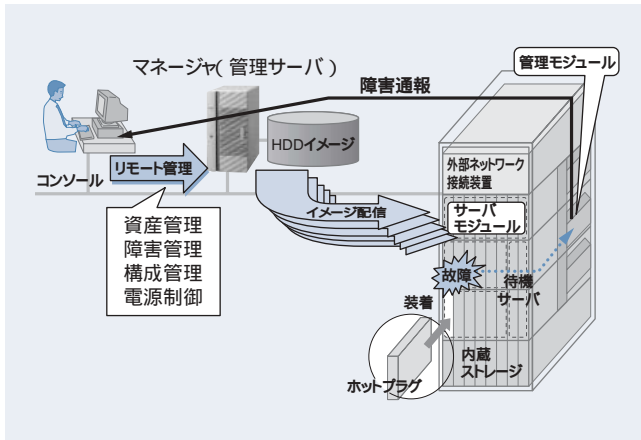 マネージャ(管理サーバ)
管理モジュール
障害通報
HDDイメージ
コンソール
リモート管理
外部ネットワーク
接続装置
イメージ配信
サーバ
モジュール
資産管理
障害管理
構成管理
電源制御
故障
待機
サーバ
装着
ホットプラグ
内蔵
ストレージ